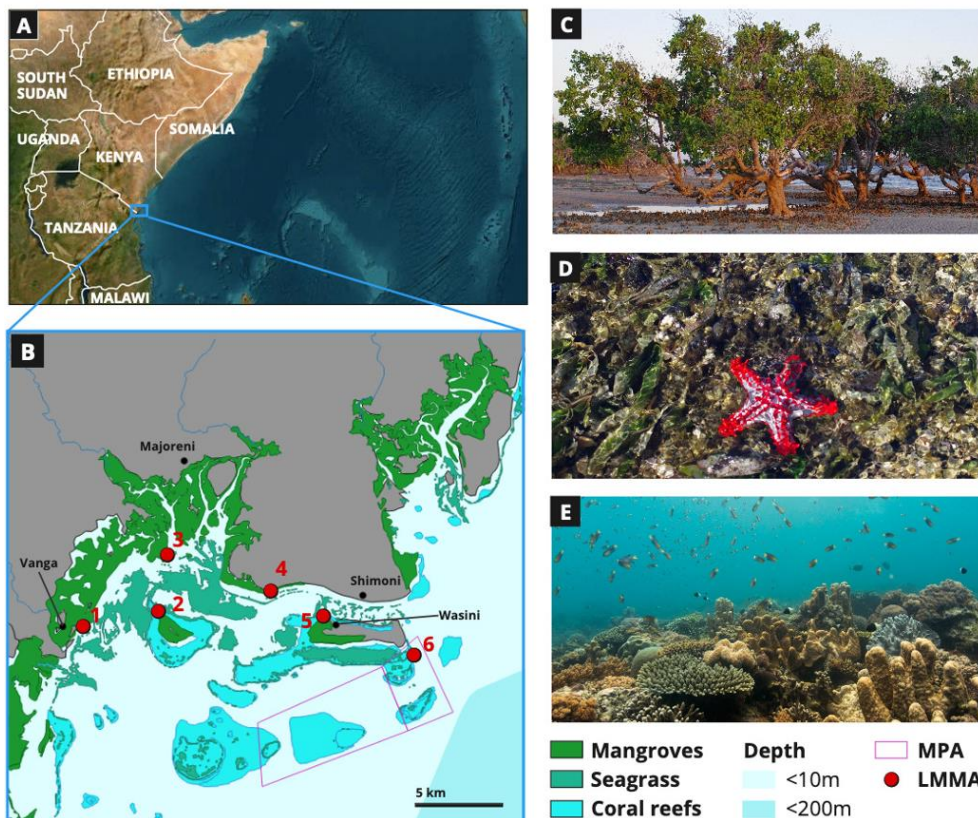 A
SOUTH
SUDAN
ETHIOPIA
SOMALIA
UGANDA
KENYA
TANZANIA
MALAWI
B
Majoreni
3
Vanga
4
Shimoni
1
2
5
Wasini
6
5 km
C
D
E
Mangroves
Seagrass
Coral reefs
Depth
<10m
<200m
MPA
LMMA